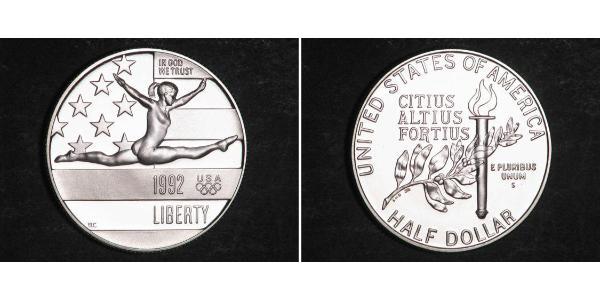 IN GOD
WE TRUST
1992
USA
LIBERTY
UNITED STATES OF AMERICA
CITIUS
ALTIUS
FORTIUS
E PLURIBUS
UNUM
S
HALF DOLLAR